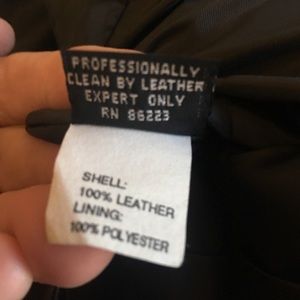 PROFESSIONALLY
CLEAN BY LEATHER
EXPERT ONLY
RN 86223
SHELL:
100% LEATHER
LINING:
100% POLYESTER